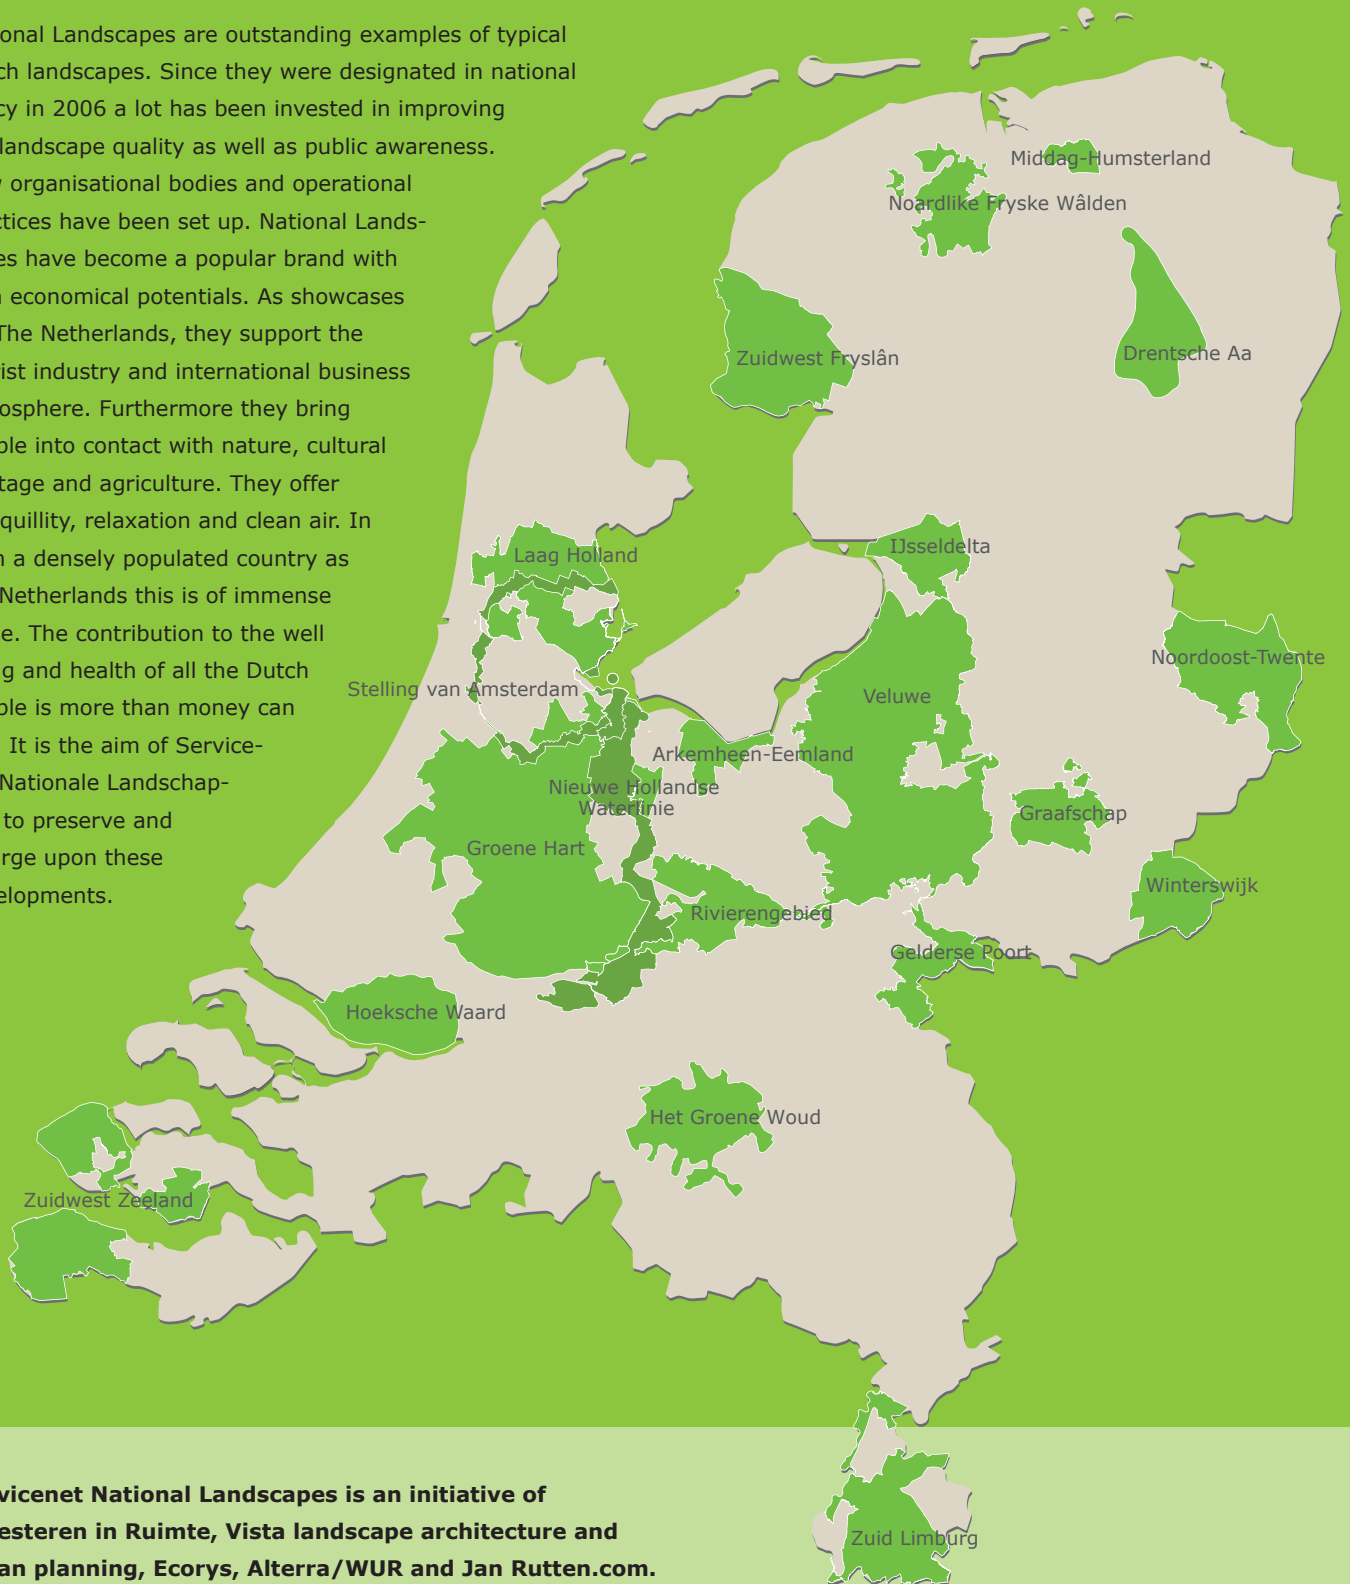 onal Landscapes are outstanding examples of typical
ch landscapes. Since they were designated in national
cy in 2006 a lot has been invested in improving
landscape quality as well as public awareness.
organisational bodies and operational
ctices have been set up. National Lands-
es have become a popular brand with
economical potentials. As showcases
The Netherlands, they support the
rist industry and international business
osphere. Furthermore they bring
ple into contact with nature, cultural
tage and agriculture. They offer
quillity, relaxation and clean air. In
a densely populated country as
Netherlands this is of immense
e. The contribution to the well
g and health of all the Dutch
ple is more than money can
It is the aim of Service-
Nationale Landschap-
to preserve and
rge upon these
elopments.
Middag-Humsterland
Noardlike Fryske Wâlden
Zuidwest Fryslân
Drentsche Aa
Laag Holland
IJsseldelta
Noordoost-Twente
Stelling van Amsterdam
Veluwe
Arkemheen-Eemland
Nieuwe Hollandse
Waterlinie
Graafschap
Groene Hart
Winterswijk
Rivierengebied
Gelderse Poort
Hoeksche Waard
Het Groene Woud
Zuidwest Zeeland
Zuid Limburg
vicenet National Landscapes is an initiative of
esteren in Ruimte, Vista landscape architecture and
an planning, Ecorys, Alterra/WUR and Jan Rutten.com.